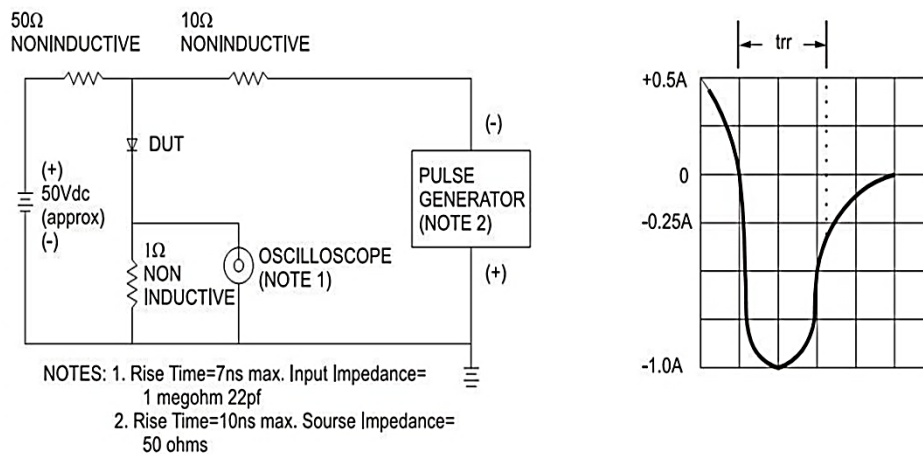 50Ω
NONINDUCTIVE
10Ω
NONINDUCTIVE
DUT
(+)
50Vdc
(approx)
(-)
1Ω
NON
INDUCTIVE
OSCILLOSCOPE
(NOTE 1)
(-)
PULSE
GENERATOR
(NOTE 2)
(+)
NOTES: 1. Rise Time=7ns max. Input Impedance=
1 megohm 22pf
2. Rise Time=10ns max. Sourse Impedance=
50 ohms
trr
+0.5A
0
-0.25A
-1.0A